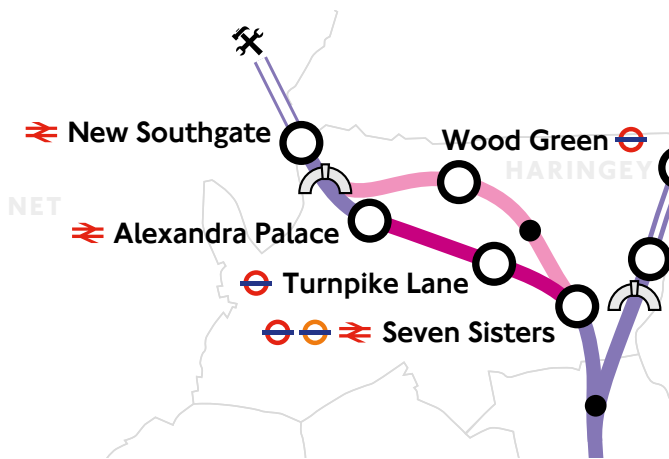 New Southgate
Wood Green
HARINGEY
NET
Alexandra Palace
Turnpike Lane
Seven Sisters